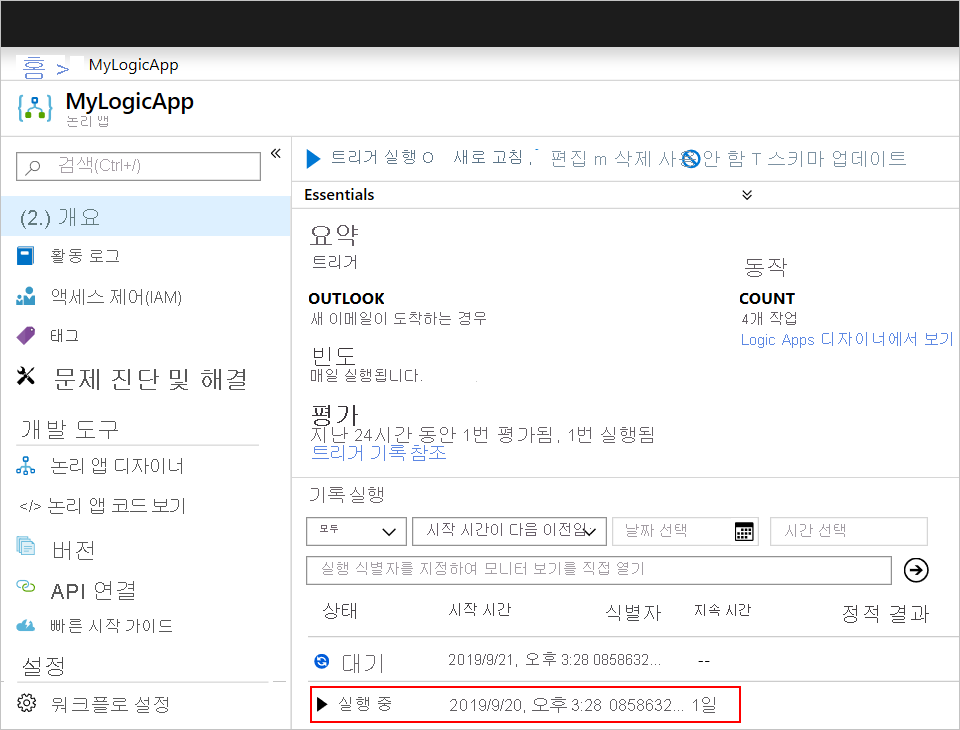 홈 > MyLogicApp
MyLogicApp
논리 앱
검색(Ctrl+/)
«
(2.) 개요
활동 로그
액세스 제어(IAM)
태그
문제 진단 및 해결
개발 도구
논리 앱 디자이너
</> 논리 앱 코드 보기
버전
API 연결
빠른 시작 가이드
설정
워크플로 설정
트리거 실행 O 새로 고침 편집 m 삭제 사용 안 함 T 스키마 업데이트
Essentials
요약
트리거
OUTLOOK
새 이메일이 도착하는 경우
빈도
매일 실행됩니다.
평가
지난 24시간 동안 1번 평가됨, 1번 실행됨
트리거 기록 참조
동작
COUNT
4개 작업
Logic Apps 디자이너에서 보기
기록 실행
모두 시작 시간이 다음 이전임 날짜 선택 시간 선택
실행 식별자를 지정하여 모니터 보기를 직접 열기
상태 시작 시간 식별자 지속 시간 정적 결과
대기 2019/9/21, 오후 3:28 0858632... --
실행 중 2019/9/20, 오후 3:28 0858632... 1일